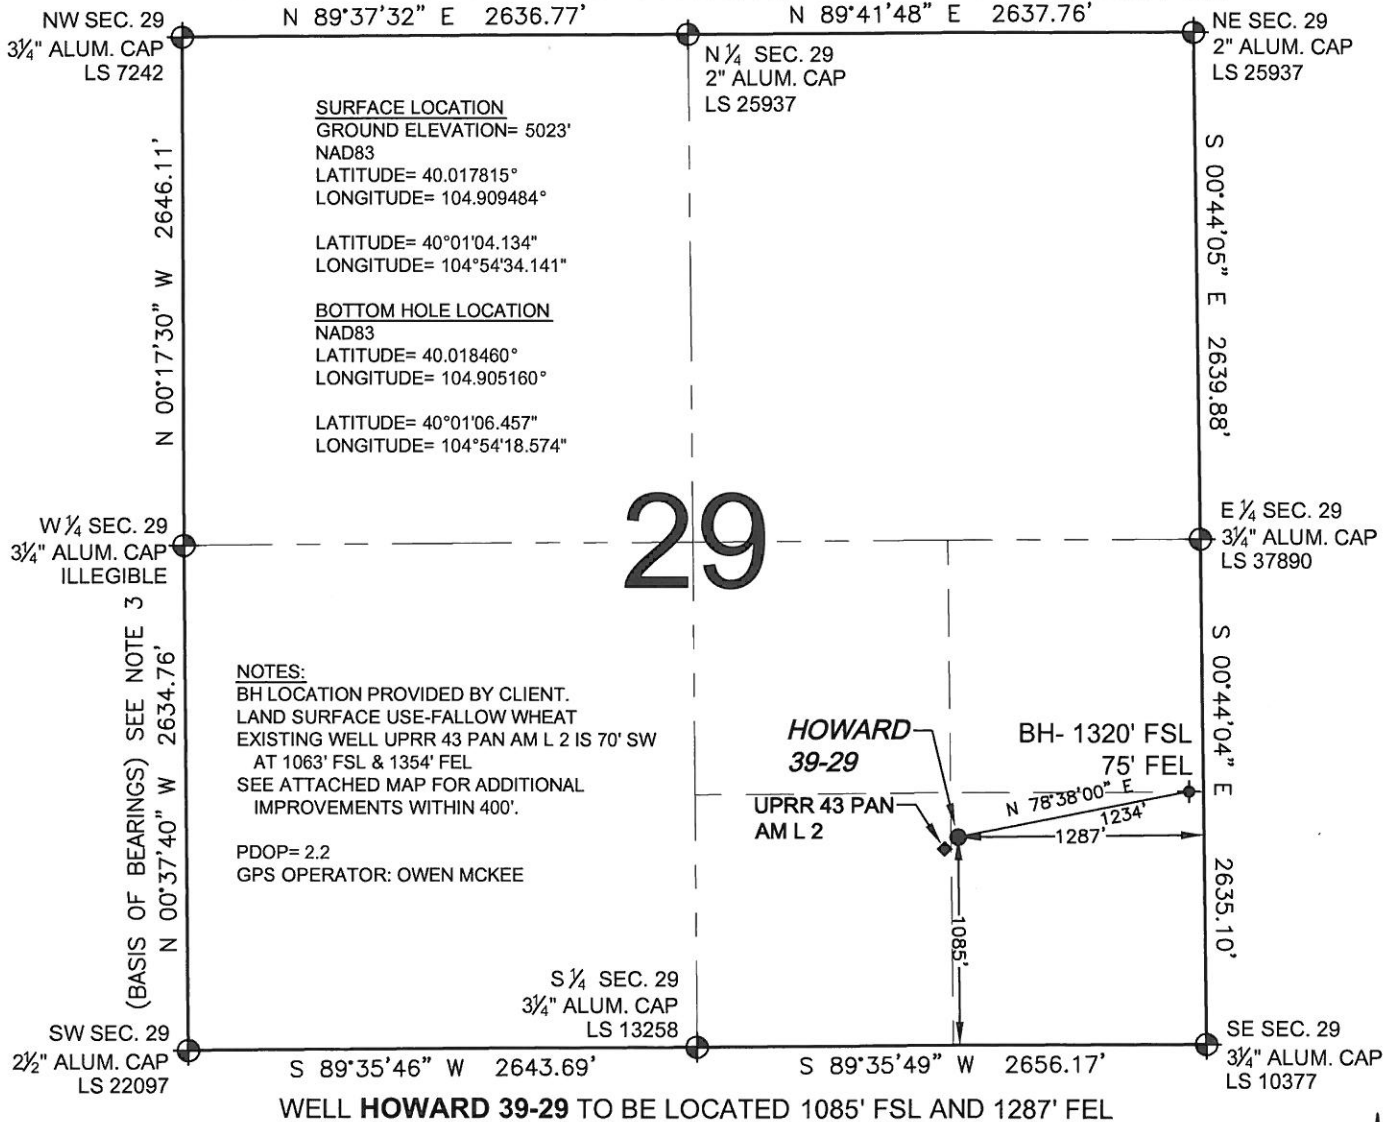 N 89°37'32" E 2636.77'
N 89°41'48" E 2637.76'
NW SEC. 29
3¼" ALUM. CAP
LS 7242
N ¼ SEC. 29
2" ALUM. CAP
LS 25937
NE SEC. 29
2" ALUM. CAP
LS 25937
SURFACE LOCATION
GROUND ELEVATION= 5023'
NAD83
LATITUDE= 40.017815°
LONGITUDE= 104.909484°
LATITUDE= 40°01'04.134"
LONGITUDE= 104°54'34.141"
BOTTOM HOLE LOCATION
NAD83
LATITUDE= 40.018460°
LONGITUDE= 104.905160°
LATITUDE= 40°01'06.457"
LONGITUDE= 104°54'18.574"
N 00°17'30" W 2646.11'
S 00°44'05" E 2639.88'
29
W ¼ SEC. 29
3¼" ALUM. CAP
ILLEGIBLE
E ¼ SEC. 29
3¼" ALUM. CAP
LS 37890
(BASIS OF BEARINGS) SEE NOTE 3
N 00°37'40" W 2634.76'
NOTES:
BH LOCATION PROVIDED BY CLIENT.
LAND SURFACE USE-FALLOW WHEAT
EXISTING WELL UPRR 43 PAN AM L 2 IS 70' SW
AT 1063' FSL & 1354' FEL
SEE ATTACHED MAP FOR ADDITIONAL
IMPROVEMENTS WITHIN 400'.
PDOP= 2.2
GPS OPERATOR: OWEN MCKEE
HOWARD
39-29
UPRR 43 PAN
AM L 2
BH- 1320' FSL
75' FEL
N 78°38'00" E
1234'
1287'
1085'
S 00°44'04" E 2635.10'
S ¼ SEC. 29
3¼" ALUM. CAP
LS 13258
SW SEC. 29
2½" ALUM. CAP
LS 22097
SE SEC. 29
3¼" ALUM. CAP
LS 10377
S 89°35'46" W 2643.69'
S 89°35'49" W 2656.17'
WELL HOWARD 39-29 TO BE LOCATED 1085' FSL AND 1287' FEL